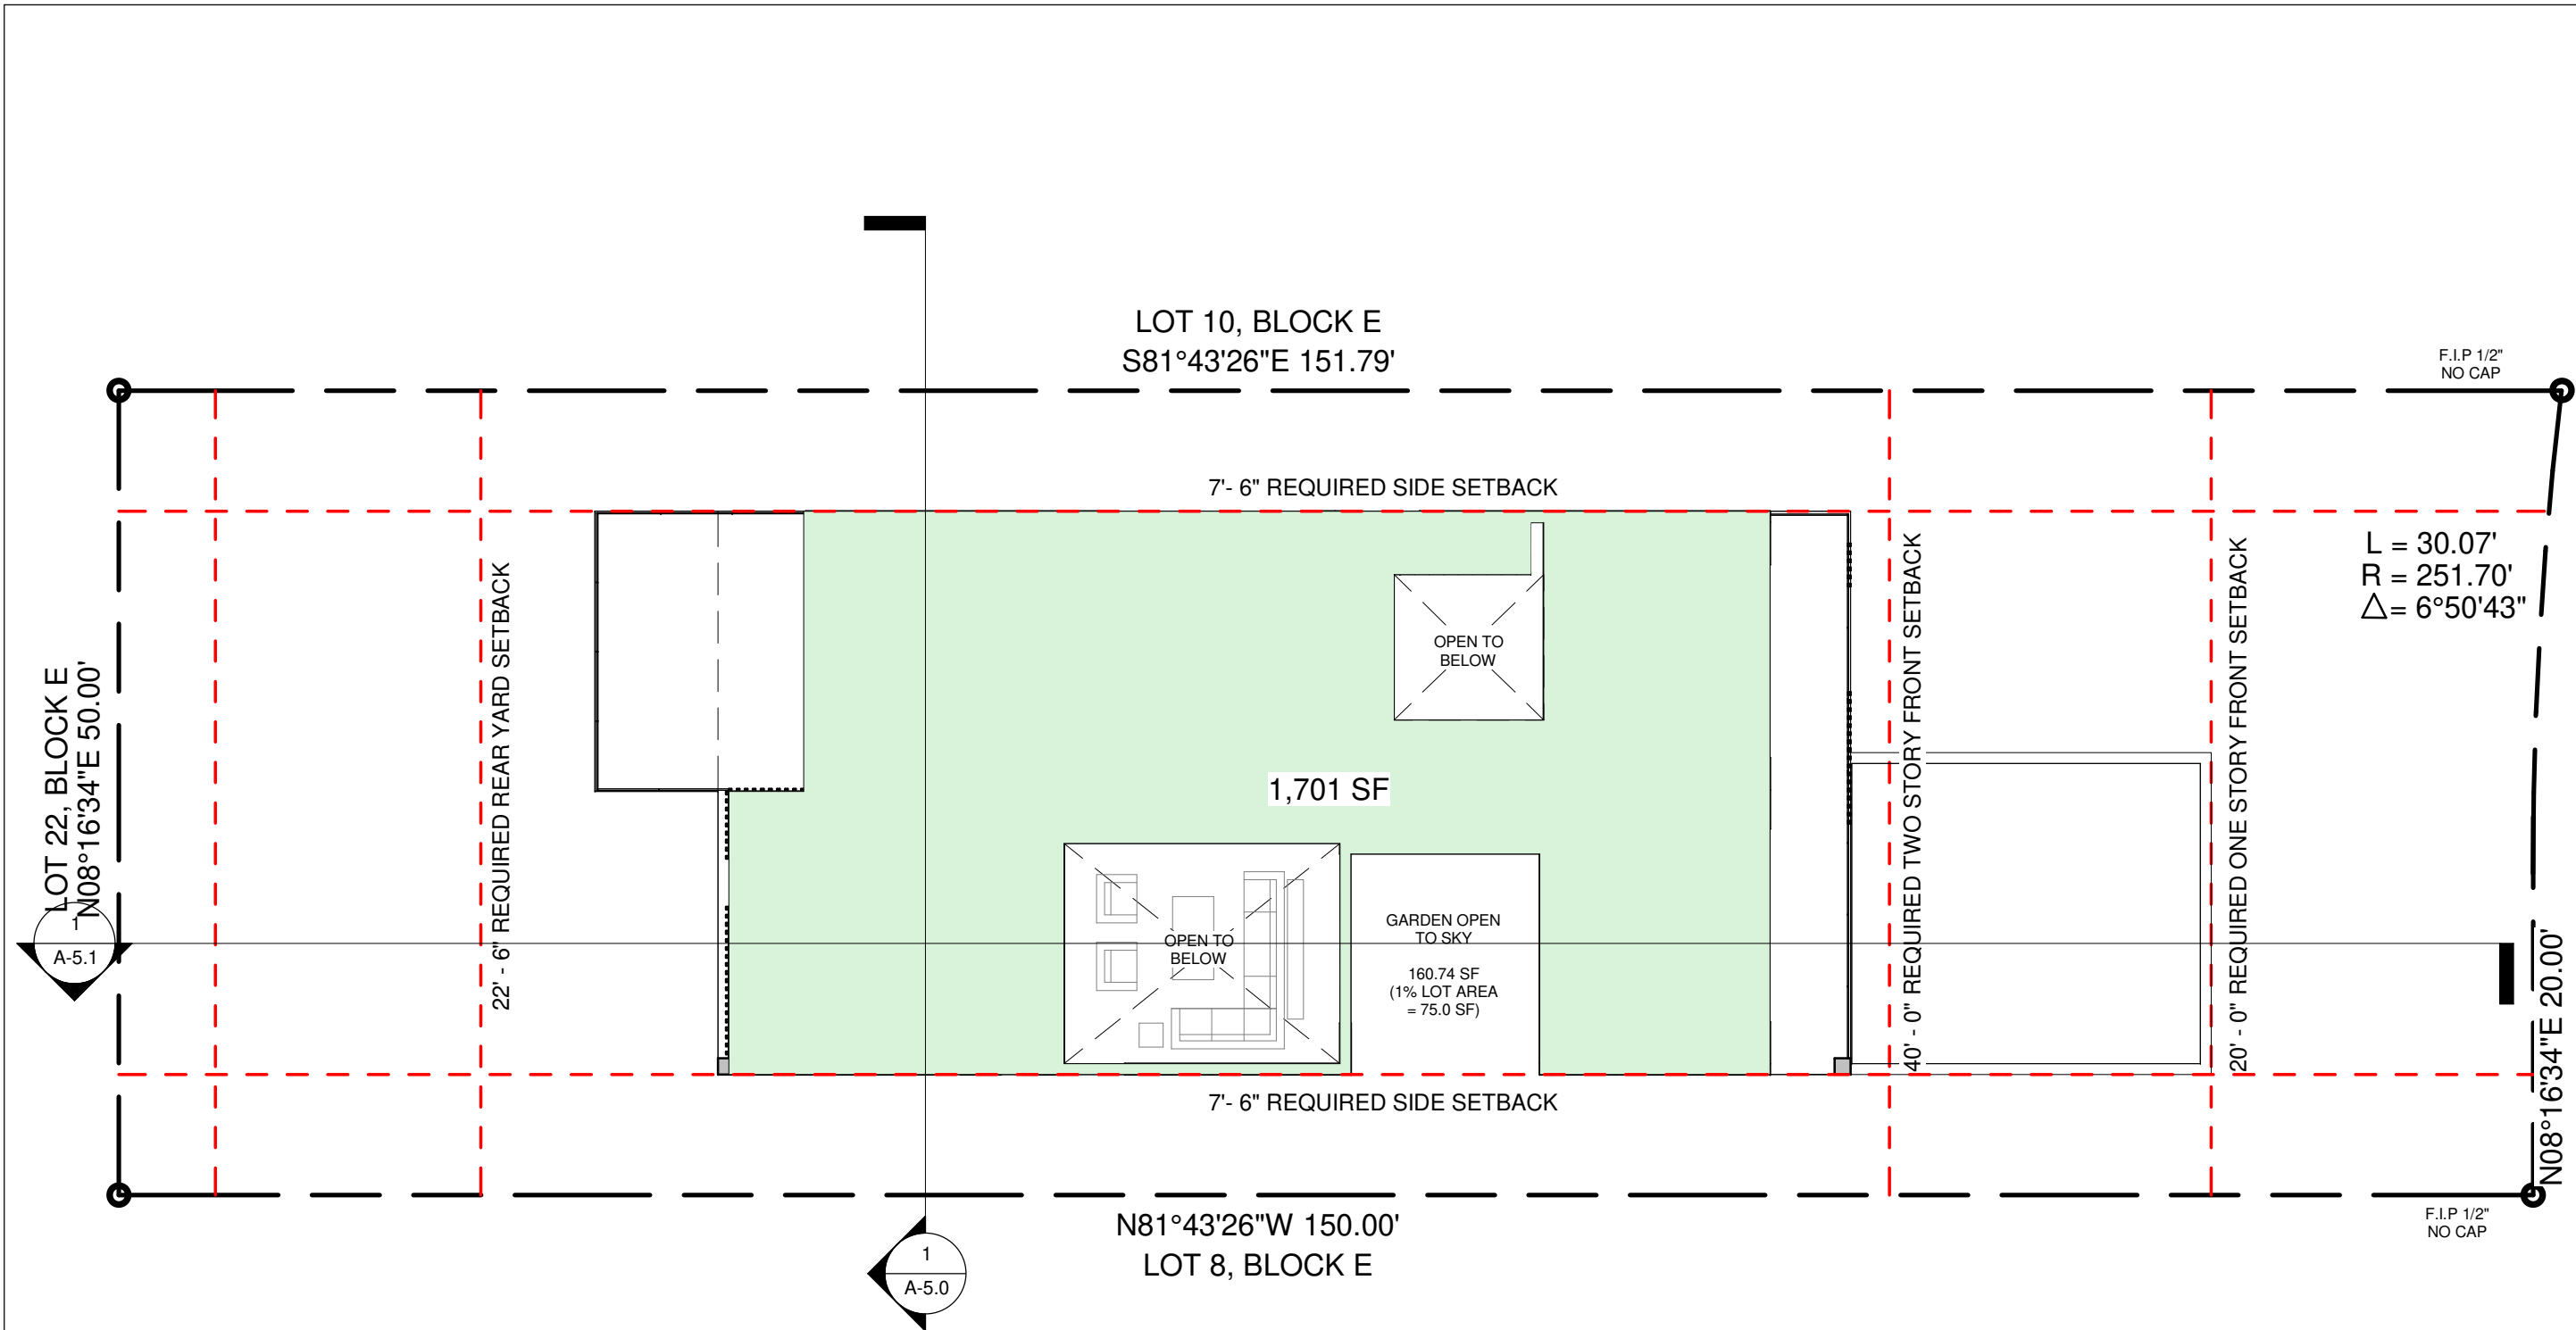 LOT 10, BLOCK E
S81°43'26"E 151.79'
F.I.P 1/2"
NO CAP
7'- 6" REQUIRED SIDE SETBACK
L = 30.07'
R = 251.70'
△= 6°50'43"
LOT 22, BLOCK E
N08°16'34"E 50.00'
22' - 6" REQUIRED REAR YARD SETBACK
OPEN TO
BELOW
40' - 0" REQUIRED TWO STORY FRONT SETBACK
20' - 0" REQUIRED ONE STORY FRONT SETBACK
1,701 SF
1
A-5.1
OPEN TO
BELOW
GARDEN OPEN
TO SKY
160.74 SF
(1% LOT AREA
= 75.0 SF)
N08°16'34"E 20.00'
7'- 6" REQUIRED SIDE SETBACK
N81°43'26"W 150.00'
LOT 8, BLOCK E
F.I.P 1/2"
NO CAP
1
A-5.0